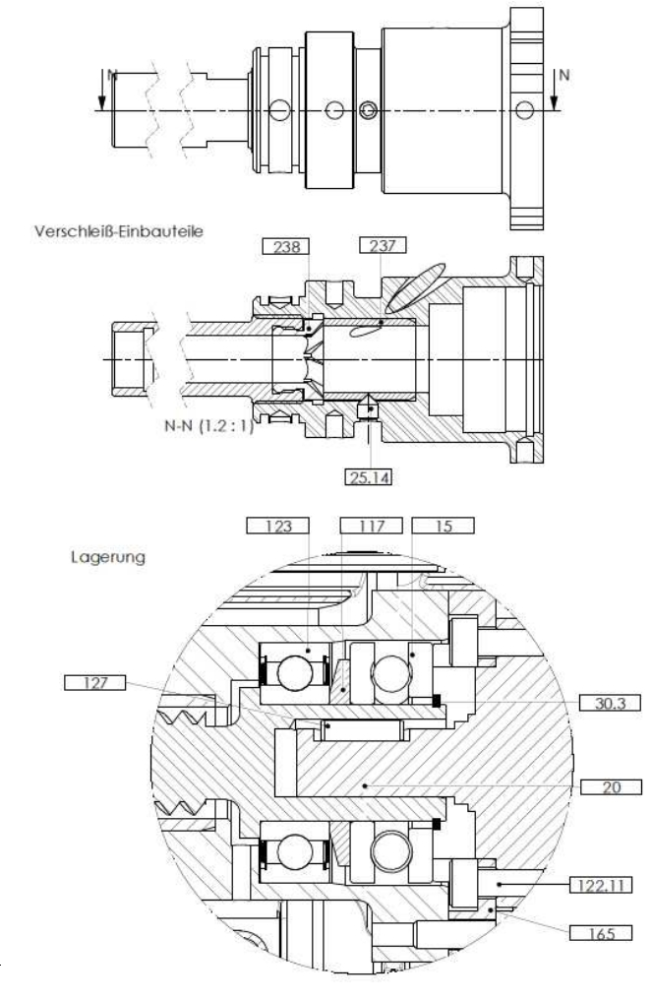 N N
Verschleiß-Einbauteile
238 237
N-N (1.2 : 1)
25.14
123 117 15
Lagerung
127
30.3
20
122.11
165